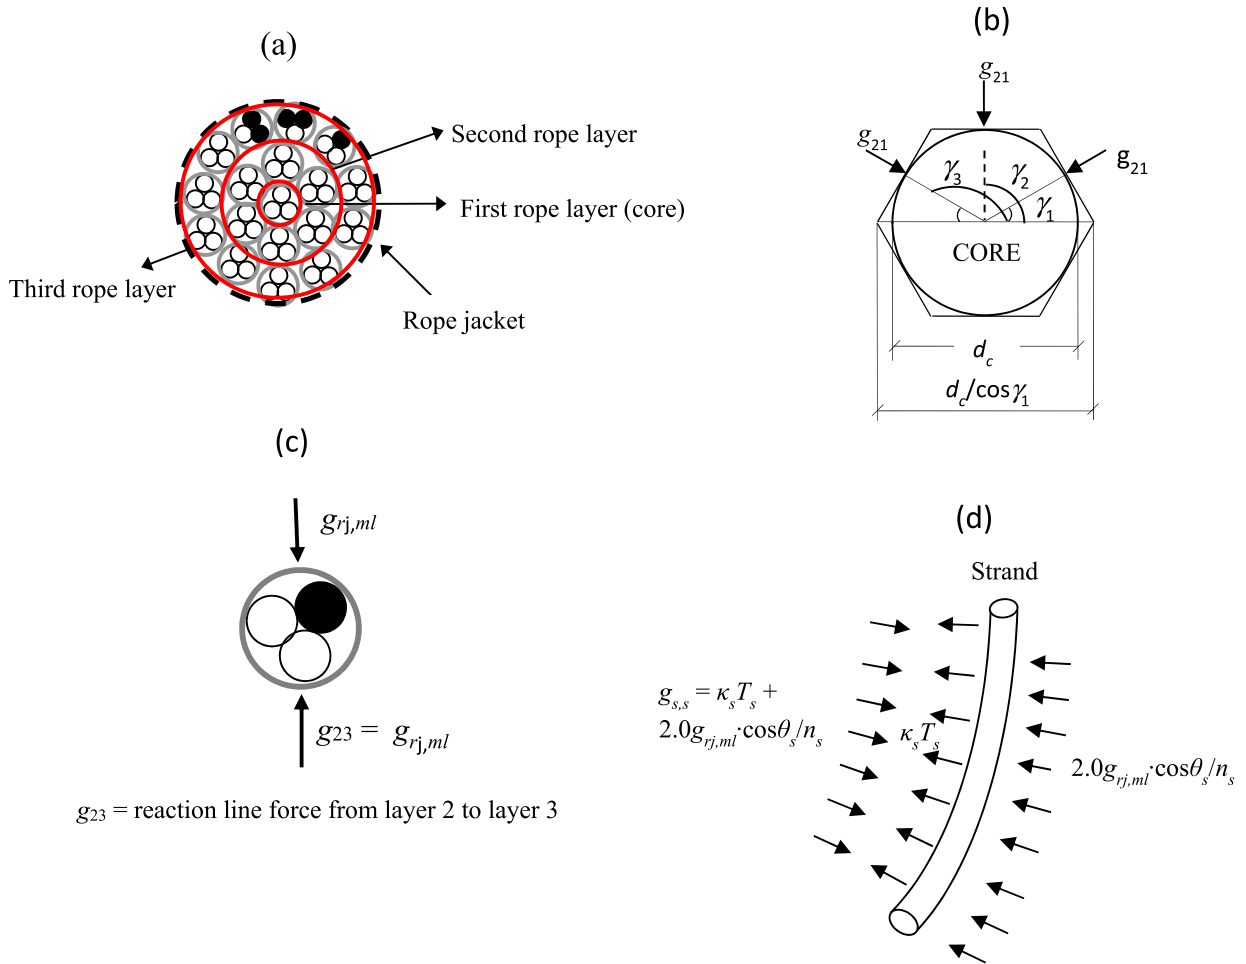 (a)
Second rope layer
First rope layer (core)
Third rope layer
Rope jacket
(b)
g21
g21
g21
γ3
γ2
γ1
CORE
dc
dc/cosγ1
(c)
grj,ml
g23 = grj,ml
g23 = reaction line force from layer 2 to layer 3
(d)
Strand
gs,s = κsTs +
2.0grj,ml·cosθs/ns
κsTs
2.0grj,ml·cosθs/ns